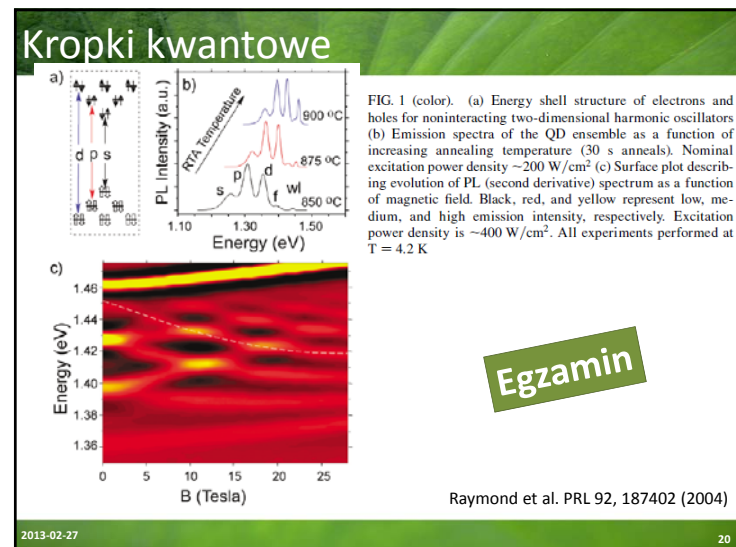 Kropki kwantowe
a)
d p s
b)
PL Intensity (a.u.)
RTA Temperature
900 ºC
875 ºC
850 ºC
s
p
d
f
wl
1.10 1.30 1.50
Energy (eV)
FIG. 1 (color). (a) Energy shell structure of electrons and
holes for noninteracting two-dimensional harmonic oscillators
(b) Emission spectra of the QD ensemble as a function of
increasing annealing temperature (30 s anneals). Nominal
excitation power density ~200 W/cm² (c) Surface plot describ-
ing evolution of PL (second derivative) spectrum as a function
of magnetic field. Black, red, and yellow represent low, me-
dium, and high emission intensity, respectively. Excitation
power density is ~400 W/cm². All experiments performed at
T = 4.2 K
c)
Energy (eV)
1.46
1.44
1.42
1.40
1.38
1.36
0 5 10 15 20 25
B (Tesla)
Egzamin
Raymond et al. PRL 92, 187402 (2004)
2013-02-27
20